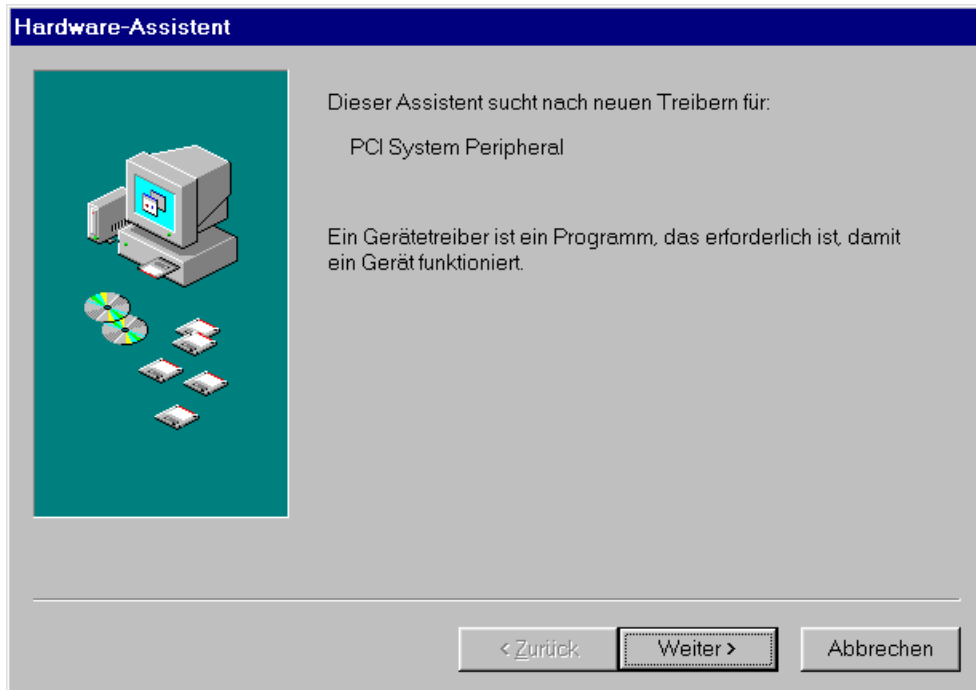 Hardware-Assistent
Dieser Assistent sucht nach neuen Treibern für:
PCI System Peripheral
Ein Gerätetreiber ist ein Programm, das erforderlich ist, damit
ein Gerät funktioniert.
< Zurück
Weiter >
Abbrechen